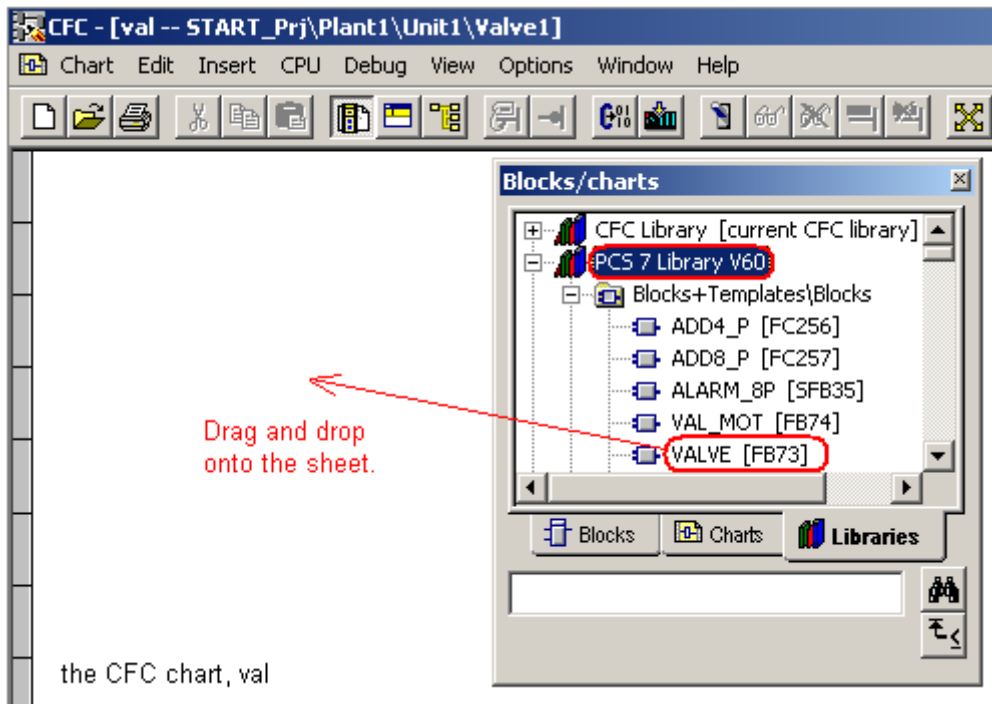 CFC - [val -- START_Prj\Plant1\Unit1\Valve1]
Chart Edit Insert CPU Debug View Options Window Help
Blocks/charts
CFC Library [current CFC library]
PCS 7 Library V60
Blocks+Templates\Blocks
ADD4_P [FC256]
ADD8_P [FC257]
ALARM_8P [SFB35]
VAL_MOT [FB74]
VALVE [FB73]
Drag and drop
onto the sheet.
Blocks Charts Libraries
the CFC chart, val